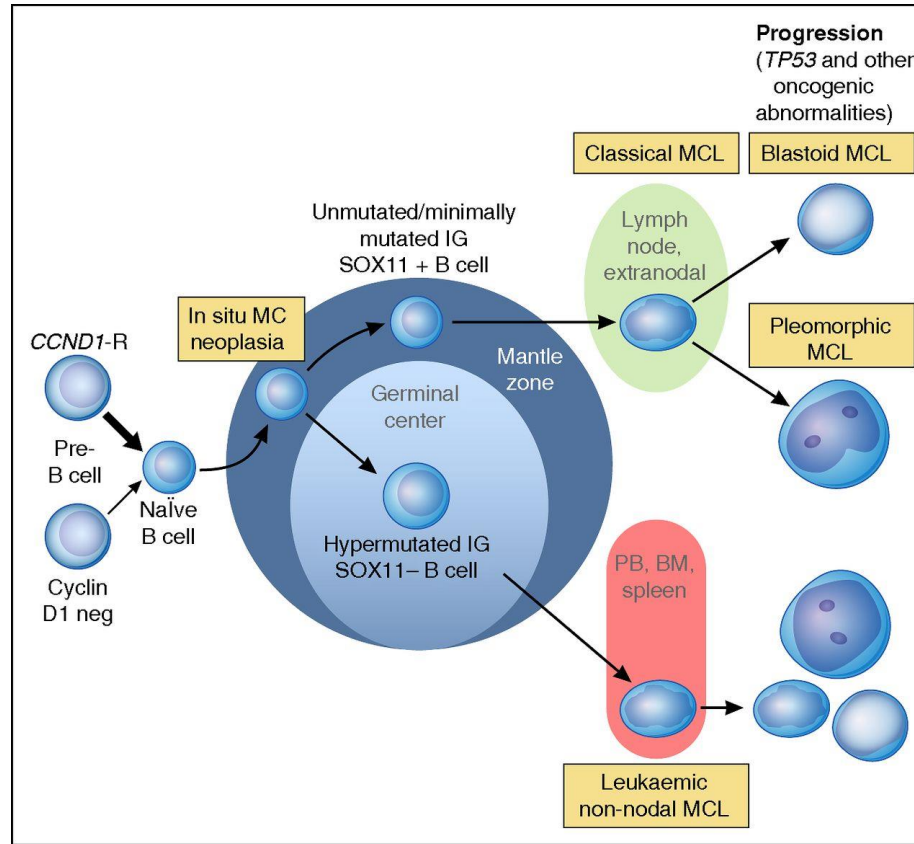 Progression
(TP53 and other
oncogenic
abnormalities)
Classical MCL
Blastoid MCL
Unmutated/minimally
mutated IG
SOX11 + B cell
Lymph
node,
extranodal
In situ MC
neoplasia
CCND1-R
Mantle
zone
Pleomorphic
MCL
Germinal
center
Pre-
B cell
NaÏve
B cell
Hypermutated IG
SOX11– B cell
Cyclin
D1 neg
PB, BM,
spleen
Leukaemic
non-nodal MCL